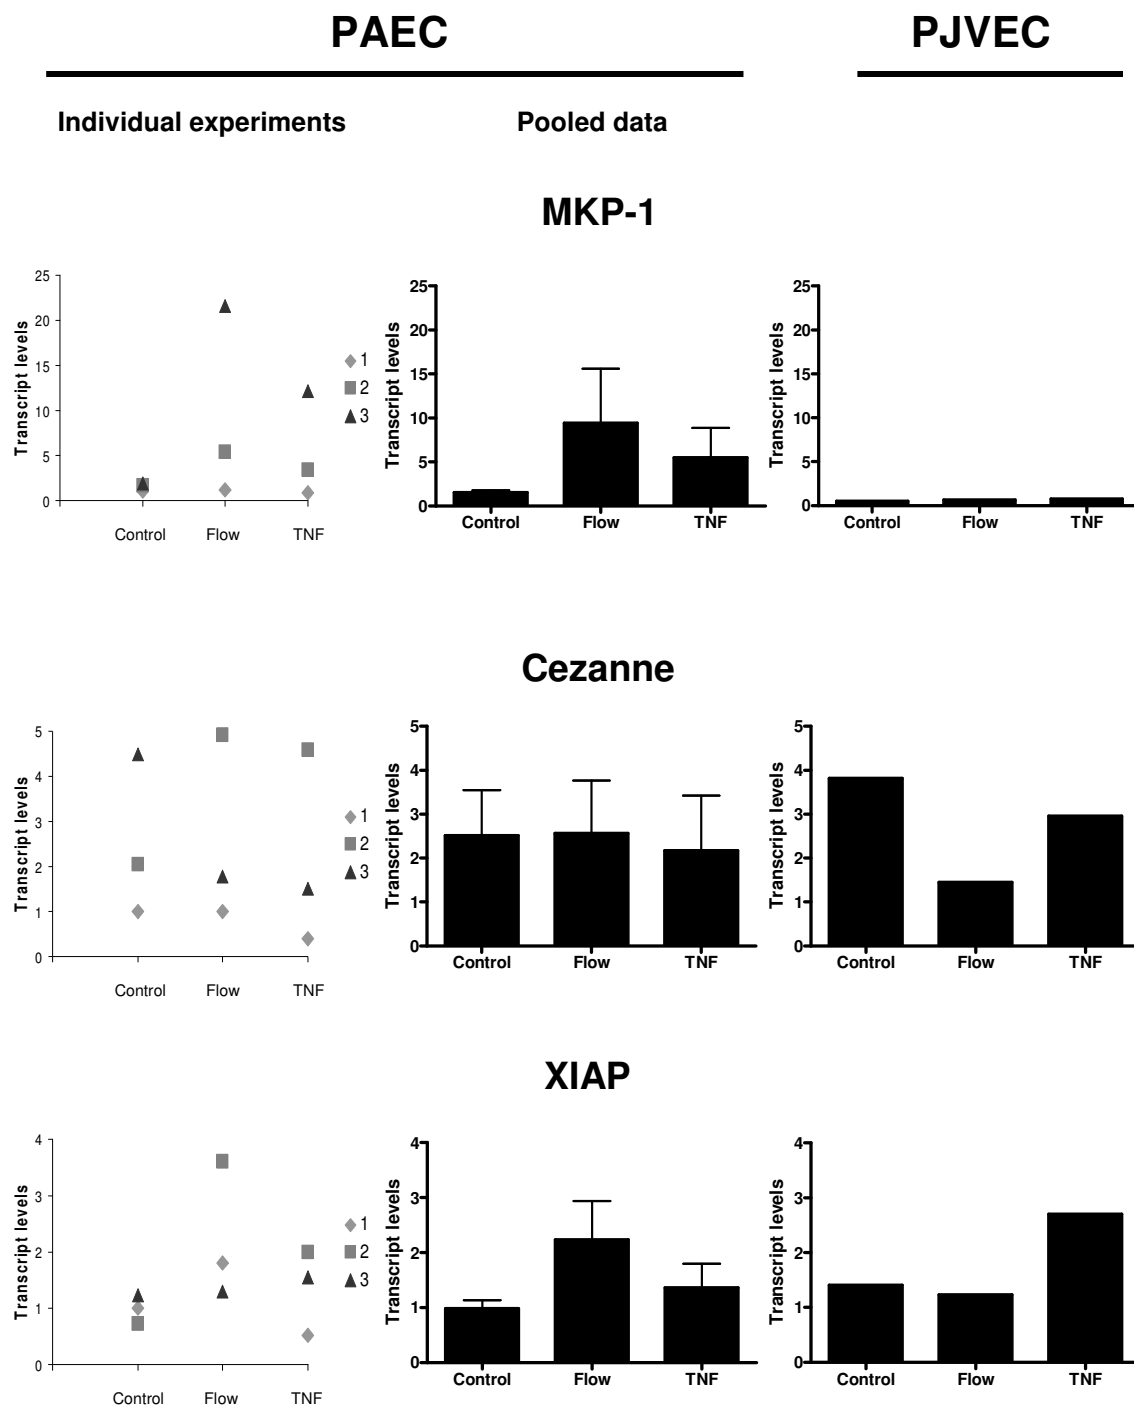 PAEC
PJVEC
Individual experiments
Pooled data
MKP-1
Transcript levels
25
20
15
10
5
0
Control
Flow
TNF
1
2
3
Transcript levels
25
20
15
10
5
0
Control
Flow
TNF
Transcript levels
25
20
15
10
5
0
Control
Flow
TNF
Cezanne
Transcript levels
5
4
3
2
1
0
Control
Flow
TNF
1
2
3
Transcript levels
5
4
3
2
1
0
Control
Flow
TNF
Transcript levels
5
4
3
2
1
0
Control
Flow
TNF
XIAP
Transcript levels
4
3
2
1
0
Control
Flow
TNF
1
2
3
Transcript levels
4
3
2
1
0
Control
Flow
TNF
Transcript levels
4
3
2
1
0
Control
Flow
TNF